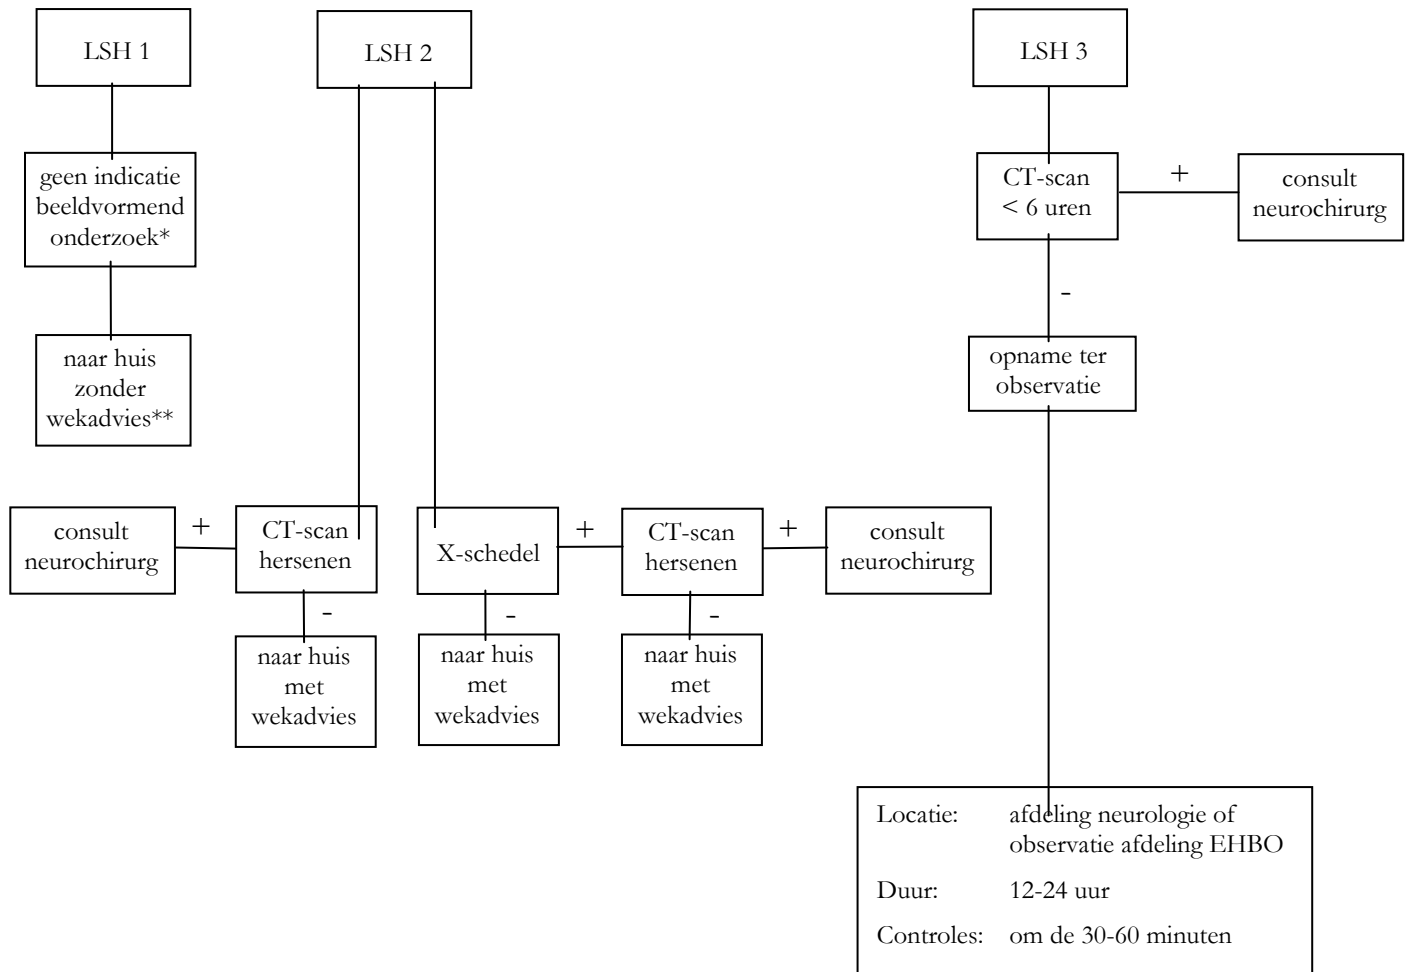 LSH 1
LSH 2
LSH 3
geen indicatie
beeldvormend
onderzoek*
CT-scan
< 6 uren
+
consult
neurochirurg
-
naar huis
zonder
wekadvies**
opname ter
observatie
consult
neurochirurg
+
CT-scan
hersenen
X-schedel
+
CT-scan
hersenen
+
consult
neurochirurg
-
-
-
naar huis
met
wekadvies
naar huis
met
wekadvies
naar huis
met
wekadvies
Locatie: afdeling neurologie of
observatie afdeling EHBO
Duur: 12-24 uur
Controles: om de 30-60 minuten